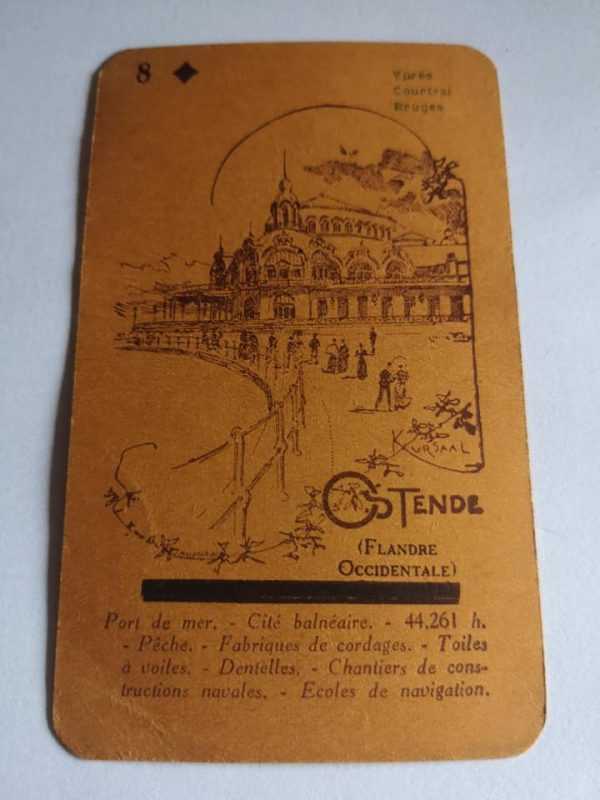 8
Ypres
Courtrai
Bruges
KURSAAL
OSTENDE
(FLANDRE
OCCIDENTALE)
Port de mer. - Cité balnéaire. - 44,261 h.
- Pêche. - Fabriques de cordages. - Toiles
à voiles. - Dentelles. - Chantiers de cons-
tructions navales. - Ecoles de navigation.